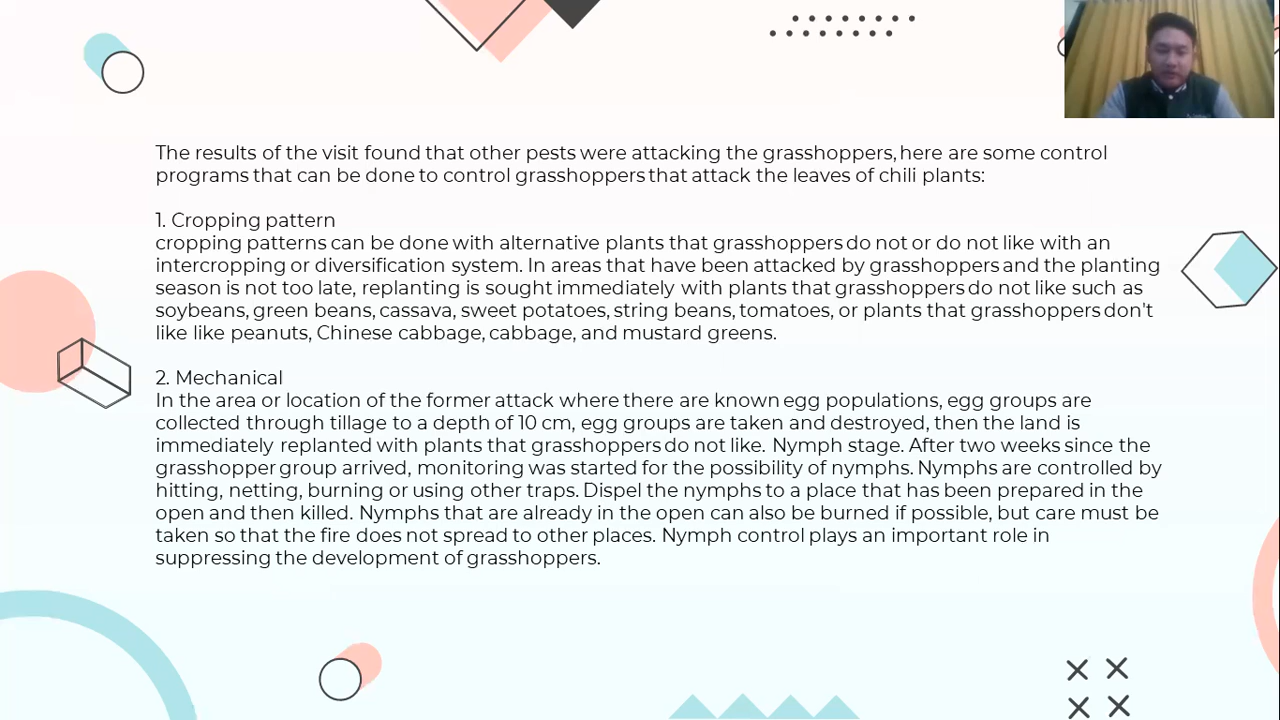 The results of the visit found that other pests were attacking the grasshoppers, here are some control
programs that can be done to control grasshoppers that attack the leaves of chili plants:
1. Cropping pattern
cropping patterns can be done with alternative plants that grasshoppers do not or do not like with an
intercropping or diversification system. In areas that have been attacked by grasshoppers and the planting
season is not too late, replanting is sought immediately with plants that grasshoppers do not like such as
soybeans, green beans, cassava, sweet potatoes, string beans, tomatoes, or plants that grasshoppers don't
like like peanuts, Chinese cabbage, cabbage, and mustard greens.
2. Mechanical
In the area or location of the former attack where there are known egg populations, egg groups are
collected through tillage to a depth of 10 cm, egg groups are taken and destroyed, then the land is
immediately replanted with plants that grasshoppers do not like. Nymph stage. After two weeks since the
grasshopper group arrived, monitoring was started for the possibility of nymphs. Nymphs are controlled by
hitting, netting, burning or using other traps. Dispel the nymphs to a place that has been prepared in the
open and then killed. Nymphs that are already in the open can also be burned if possible, but care must be
taken so that the fire does not spread to other places. Nymph control plays an important role in
suppressing the development of grasshoppers.